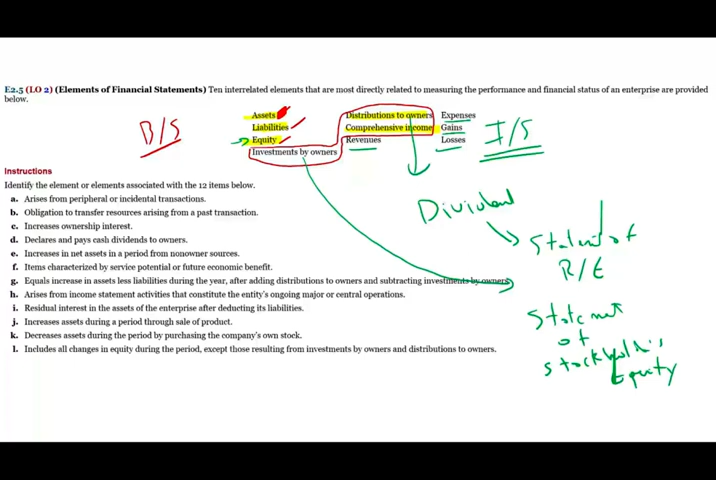 E2.5 (LO 2) (Elements of Financial Statements) Ten interrelated elements that are most directly related to measuring the performance and financial status of an enterprise are provided
below.
Assets Distributions to owners Expenses
Liabilities Comprehensive income Gains
Equity Revenues Losses
Investments by owners
B/S
I/S
Dividend
Statement of
R/E
Statement
of
stockholder's
Equity
Instructions
Identify the element or elements associated with the 12 items below.
a. Arises from peripheral or incidental transactions.
b. Obligation to transfer resources arising from a past transaction.
c. Increases ownership interest.
d. Declares and pays cash dividends to owners.
e. Increases in net assets in a period from nonowner sources.
f. Items characterized by service potential or future economic benefit.
g. Equals increase in assets less liabilities during the year, after adding distributions to owners and subtracting investments by owners.
h. Arises from income statement activities that constitute the entity's ongoing major or central operations.
i. Residual interest in the assets of the enterprise after deducting its liabilities.
j. Increases assets during a period through sale of product.
k. Decreases assets during the period by purchasing the company's own stock.
l. Includes all changes in equity during the period, except those resulting from investments by owners and distributions to owners.